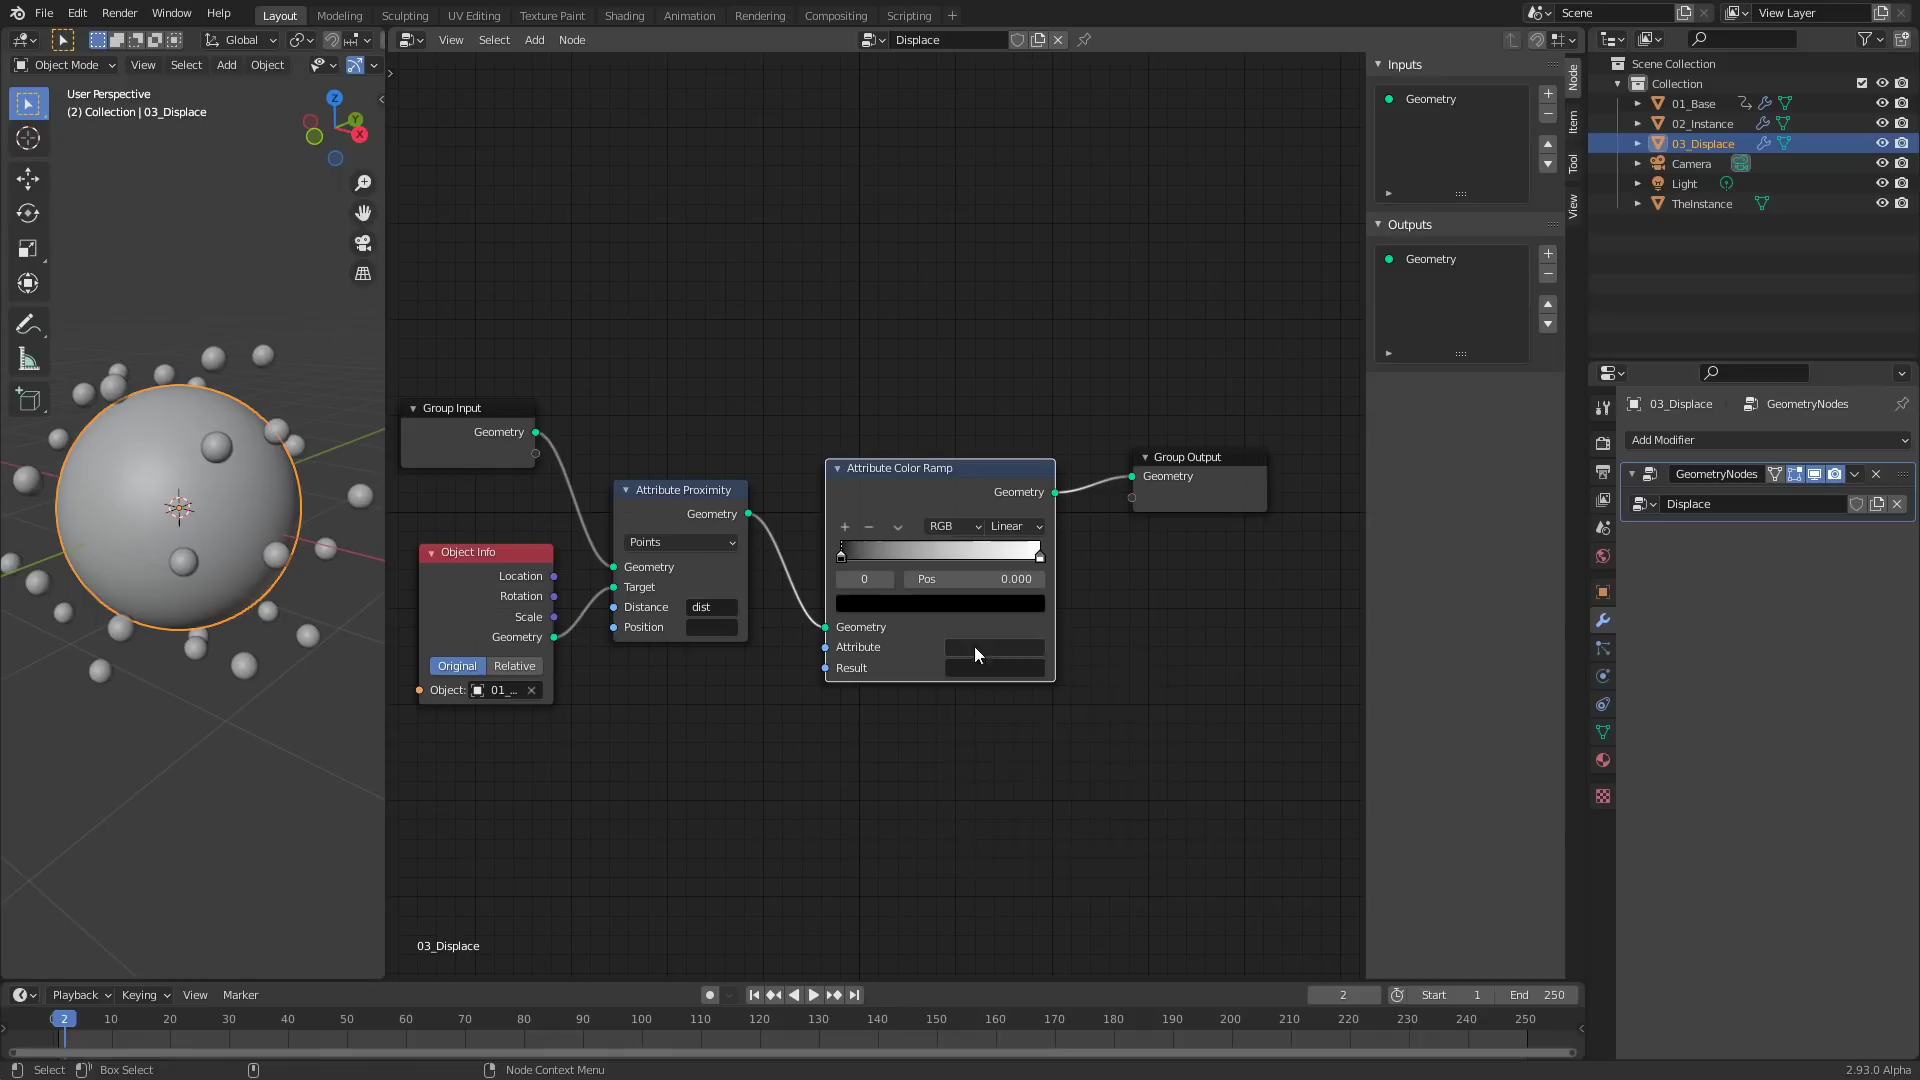 File Edit Render Window Help Layout Modeling Sculpting UV Editing Texture Paint Shading Animation Rendering Compositing Scripting + Scene View Layer
Global View Select Add Node Displace
Object Mode View Select Add Object
User Perspective
(2) Collection | 03_Displace
Z
Y
X
Group Input
Geometry
Object Info
Location
Rotation
Scale
Geometry
Original Relative
Object: 01_...
Attribute Proximity
Geometry
Points
Geometry
Target
Distance dist
Position
Attribute Color Ramp
Geometry
RGB Linear
0 Pos 0.000
Geometry
Attribute
Result
Group Output
Geometry
03_Displace
Inputs
Geometry
Outputs
Geometry
Node
Item
Tool
View
Scene Collection
Collection
01_Base
02_Instance
03_Displace
Camera
Light
TheInstance
03_Displace GeometryNodes
Add Modifier
GeometryNodes
Displace
Playback Keying View Marker 2 Start 1 End 250
2 10 20 30 40 50 60 70 80 90 100 110 120 130 140 150 160 170 180 190 200 210 220 230 240 250
Select Box Select Node Context Menu 2.93.0 Alpha